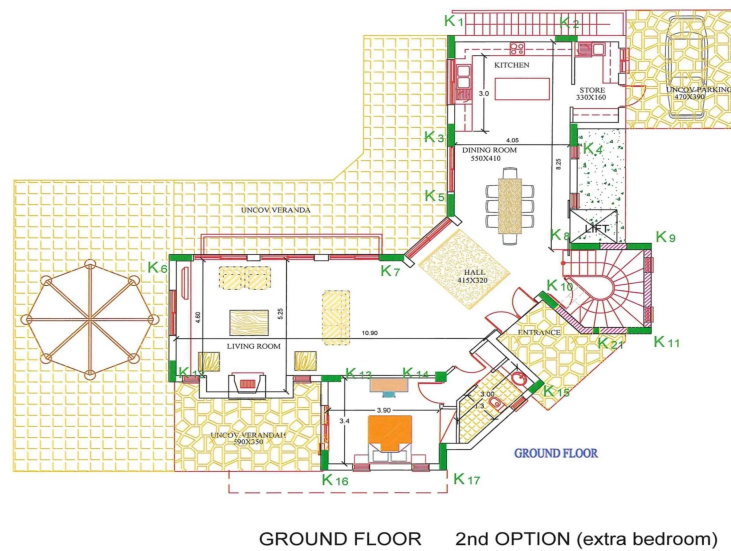 K1
K2
KITCHEN
3.0
STORE
330X160
UNCOV.PARKING
470X390
K3
4.05
K4
DINING ROOM
550X410
8.25
K5
UNCOV. VERANDA
LIFT
K8
K9
K6
K7
HALL
415X320
K10
4.60
5.25
10.90
LIVING ROOM
ENTRANCE
K21
K11
K13
K14
K15
3.00
1.3
3.90
3.4
UNCOV. VERANDAH
590X350
GROUND FLOOR
K16
K17
GROUND FLOOR 2nd OPTION (extra bedroom)